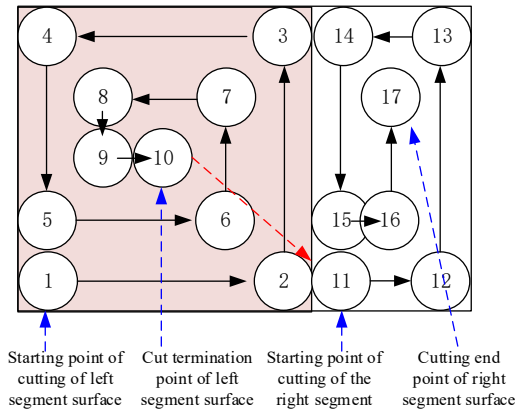 4 3 14 13
8 7 17
9 10
5 6 15 16
1 2 11 12
Starting point of
cutting of left
segment surface
Cut termination
point of left
segment surface
Starting point of
cutting of the
right segment
Cutting end
point of right
segment surface